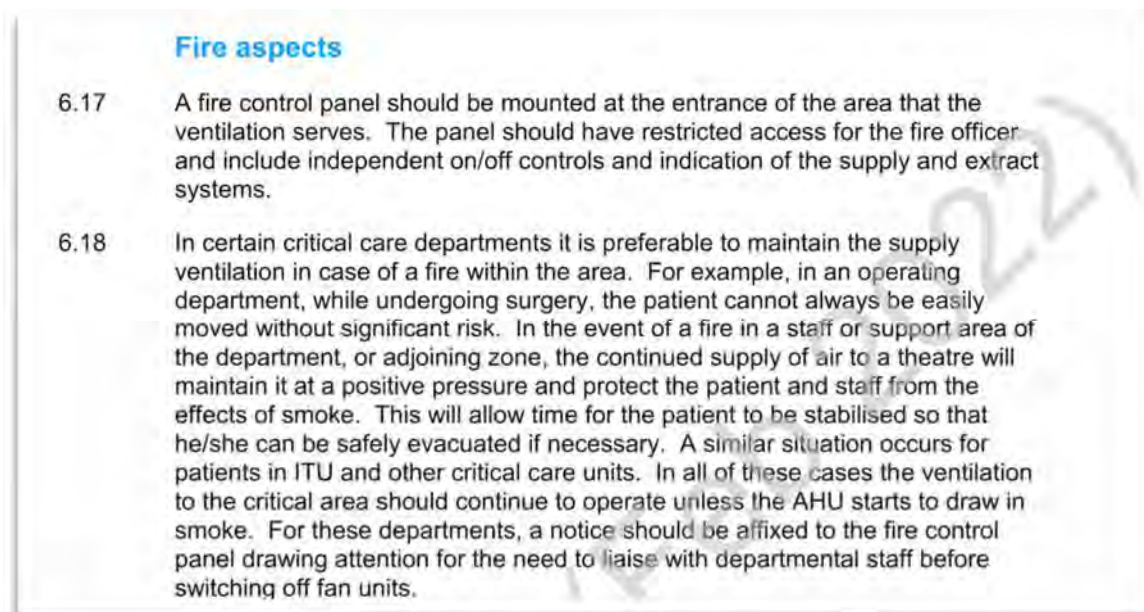 Fire aspects
6.17 A fire control panel should be mounted at the entrance of the area that the
ventilation serves. The panel should have restricted access for the fire officer
and include independent on/off controls and indication of the supply and extract
systems.
6.18 In certain critical care departments it is preferable to maintain the supply
ventilation in case of a fire within the area. For example, in an operating
department, while undergoing surgery, the patient cannot always be easily
moved without significant risk. In the event of a fire in a staff or support area of
the department, or adjoining zone, the continued supply of air to a theatre will
maintain it at a positive pressure and protect the patient and staff from the
effects of smoke. This will allow time for the patient to be stabilised so that
he/she can be safely evacuated if necessary. A similar situation occurs for
patients in ITU and other critical care units. In all of these cases the ventilation
to the critical area should continue to operate unless the AHU starts to draw in
smoke. For these departments, a notice should be affixed to the fire control
panel drawing attention for the need to liaise with departmental staff before
switching off fan units.
(Feb 2022)